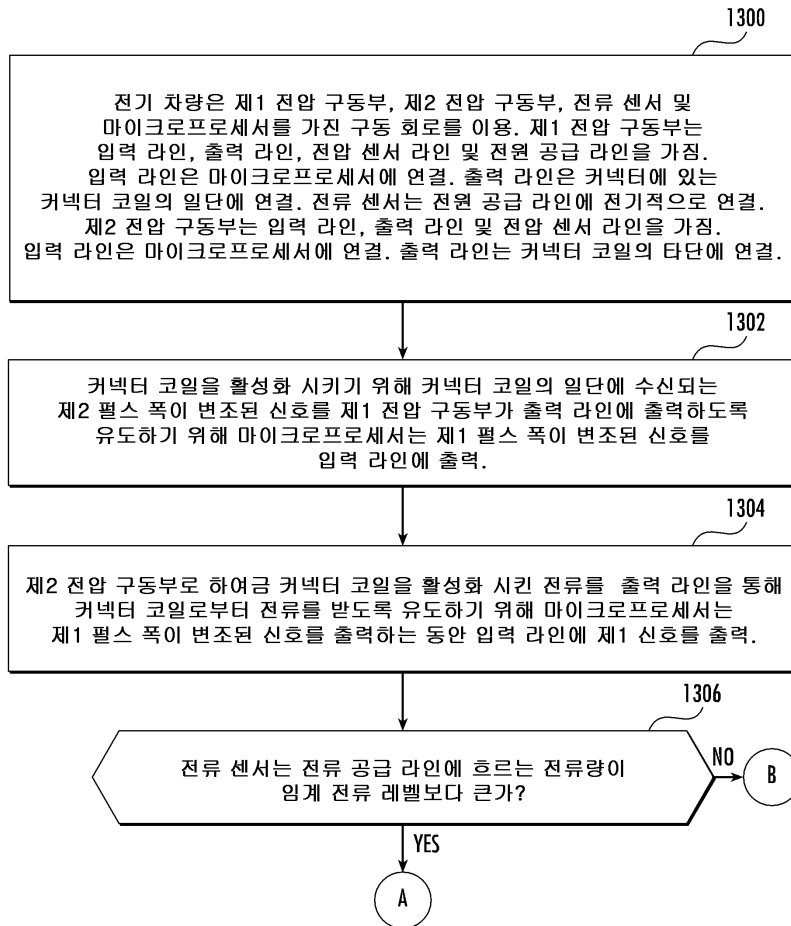 1300
전기 차량은 제1 전압 구동부, 제2 전압 구동부, 전류 센서 및
마이크로프로세서를 가진 구동 회로를 이용. 제1 전압 구동부는
입력 라인, 출력 라인, 전압 센서 라인 및 전원 공급 라인을 가짐.
입력 라인은 마이크로프로세서에 연결. 출력 라인은 커넥터에 있는
커넥터 코일의 일단에 연결. 전류 센서는 전원 공급 라인에 전기적으로 연결.
제2 전압 구동부는 입력 라인, 출력 라인 및 전압 센서 라인을 가짐.
입력 라인은 마이크로프로세서에 연결. 출력 라인는 커넥터 코일의 타단에 연결.
1302
커넥터 코일을 활성화 시키기 위해 커넥터 코일의 일단에 수신되는
제2 펄스 폭이 변조된 신호를 제1 전압 구동부가 출력 라인에 출력하도록
유도하기 위해 마이크로프로세서는 제1 펄스 폭이 변조된 신호를
입력 라인에 출력.
1304
제2 전압 구동부로 하여금 커넥터 코일을 활성화 시킨 전류를 출력 라인을 통해
커넥터 코일로부터 전류를 받도록 유도하기 위해 마이크로프로세서는
제1 펄스 폭이 변조된 신호를 출력하는 동안 입력 라인에 제1 신호를 출력.
1306
전류 센서는 전류 공급 라인에 흐르는 전류량이
임계 전류 레벨보다 큰가?
NO
B
YES
A